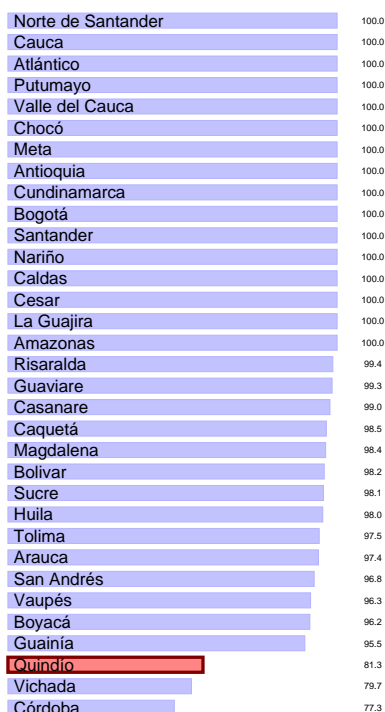 Norte de Santander 100.0
Cauca 100.0
Atlántico 100.0
Putumayo 100.0
Valle del Cauca 100.0
Chocó 100.0
Meta 100.0
Antioquia 100.0
Cundinamarca 100.0
Bogotá 100.0
Santander 100.0
Nariño 100.0
Caldas 100.0
Cesar 100.0
La Guajira 100.0
Amazonas 100.0
Risaralda 99.4
Guaviare 99.3
Casanare 99.0
Caquetá 98.5
Magdalena 98.4
Bolivar 98.2
Sucre 98.1
Huila 98.0
Tolima 97.5
Arauca 97.4
San Andrés 96.8
Vaupés 96.3
Boyacá 96.2
Guainía 95.5
Quindío 81.3
Vichada 79.7
Córdoba 77.3